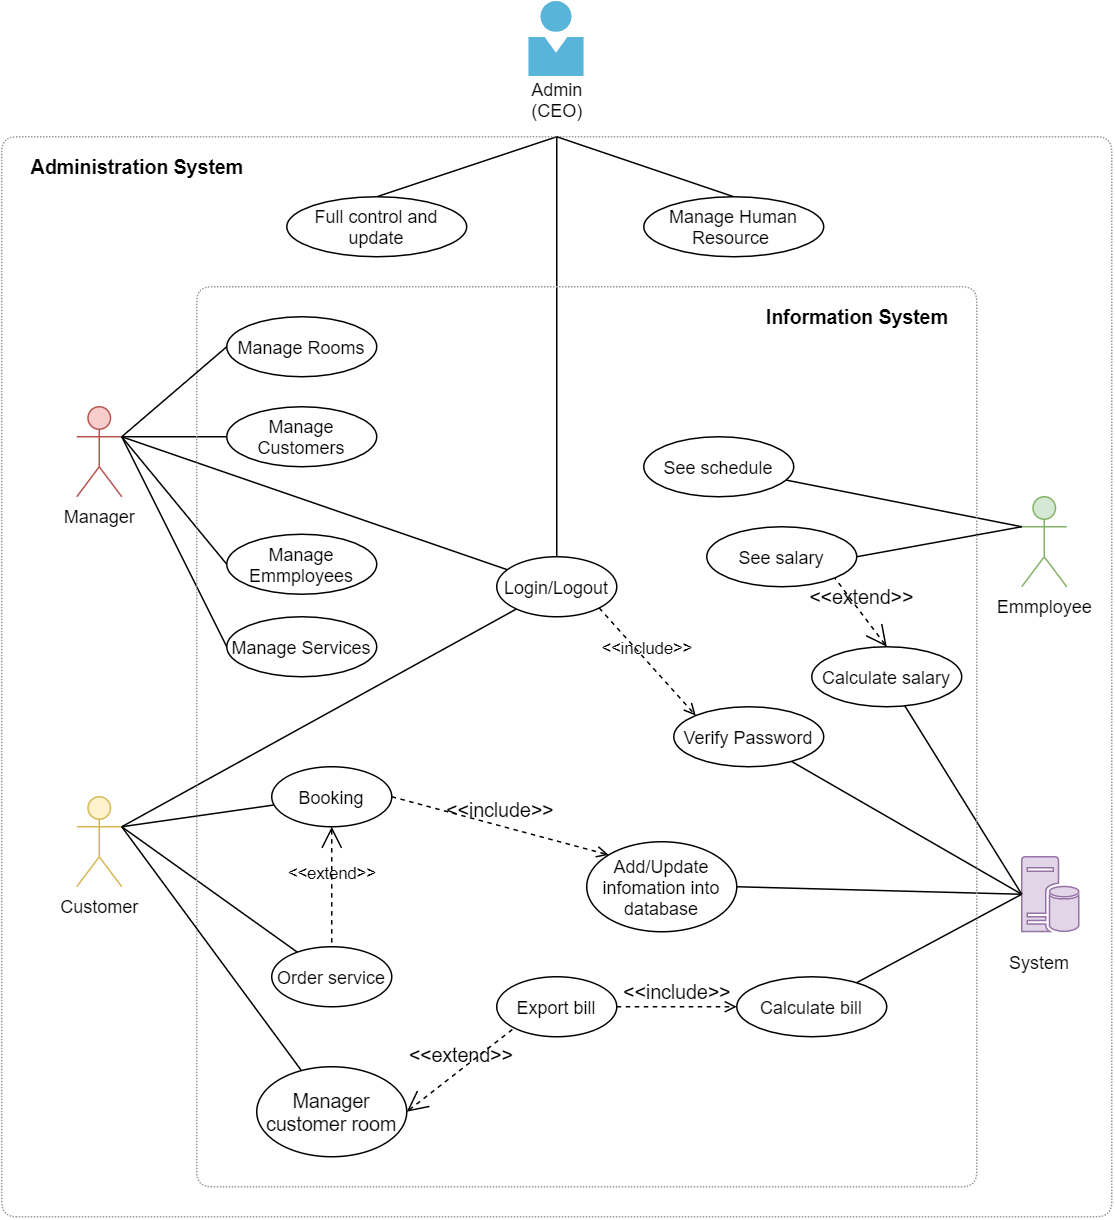 Admin
(CEO)
Administration System
Full control and
update
Manage Human
Resource
Information System
Manage Rooms
Manage
Customers
Manager
See schedule
See salary
Manage
Emmployees
Login/Logout
<<extend>>
Emmployee
Manage Services
<<include>>
Calculate salary
Verify Password
Booking
<<include>>
Customer
<<extend>>
Add/Update
infomation into
database
System
Order service
Export bill
<<include>>
Calculate bill
<<extend>>
Manager
customer room